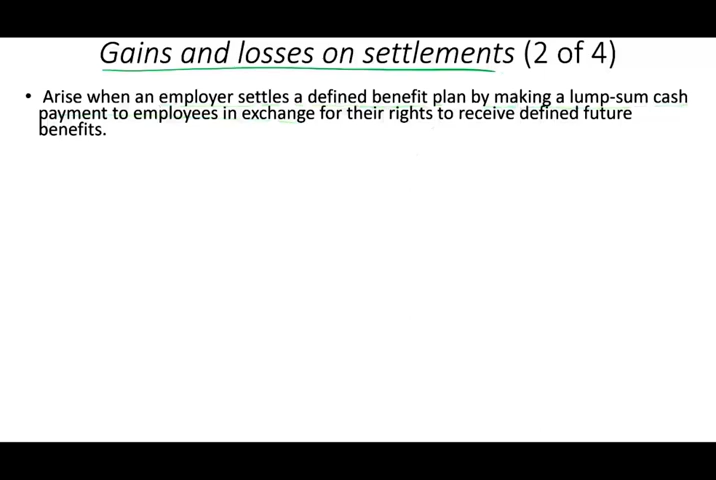 Gains and losses on settlements (2 of 4)
• Arise when an employer settles a defined benefit plan by making a lump-sum cash
payment to employees in exchange for their rights to receive defined future
benefits.